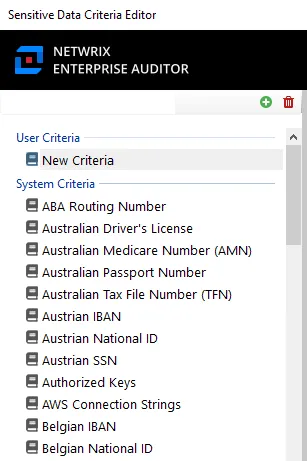 Sensitive Data Criteria Editor
NETWRIX
ENTERPRISE AUDITOR
User Criteria
New Criteria
System Criteria
ABA Routing Number
Australian Driver's License
Australian Medicare Number (AMN)
Australian Passport Number
Australian Tax File Number (TFN)
Austrian IBAN
Austrian National ID
Austrian SSN
Authorized Keys
AWS Connection Strings
Belgian IBAN
Belgian National ID